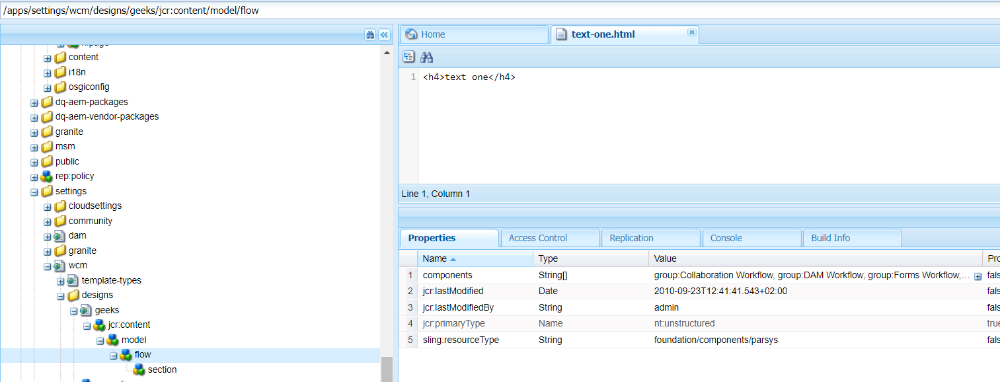 /apps/settings/wcm/designs/geeks/jcr:content/model/flow
content
i18n
osgiconfig
dq-aem-packages
dq-aem-vendor-packages
granite
msm
public
rep:policy
settings
cloudsettings
community
dam
granite
wcm
template-types
designs
geeks
jcr:content
model
flow
section
Home
text-one.html
1 <h4>text one</h4>
Line 1, Column 1
Properties Access Control Replication Console Build Info
Name Type Value Pro
1 components String[] group:Collaboration Workflow, group:DAM Workflow, group:Forms Workflow,... fals
2 jcr:lastModified Date 2010-09-23T12:41:41.543+02:00 fals
3 jcr:lastModifiedBy String admin fals
4 jcr:primaryType Name nt:unstructured true
5 sling:resourceType String foundation/components/parsys fals